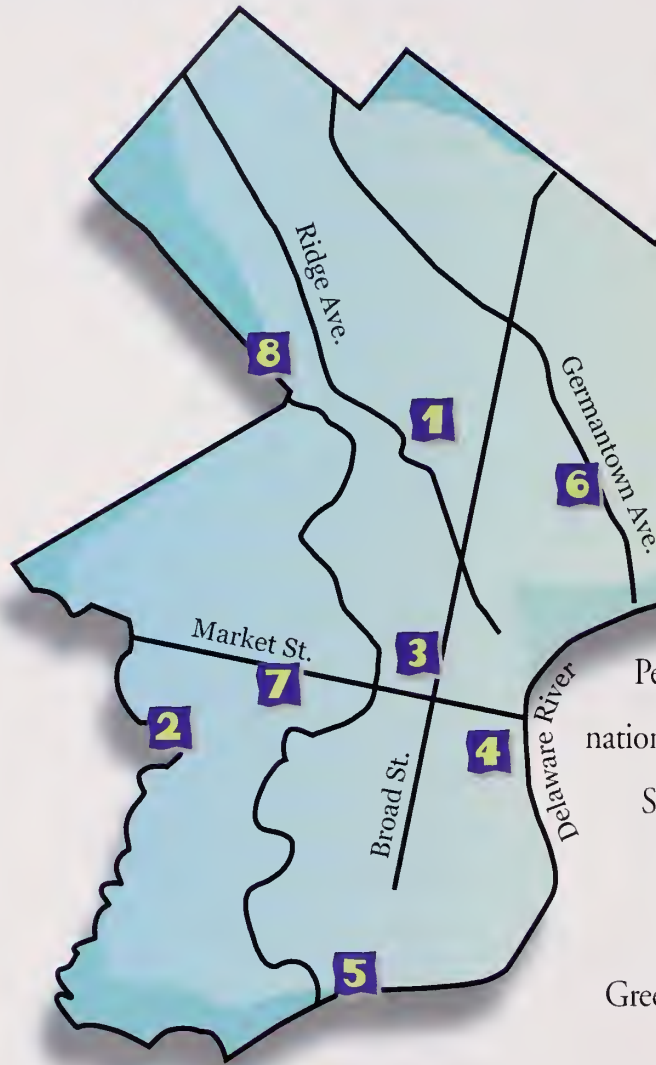 Ridge Ave.
8
1
Germantown Ave.
6
Market St.
3
7
2
4
Broad St.
Delaware River
5
Pe
nation
S
Gree